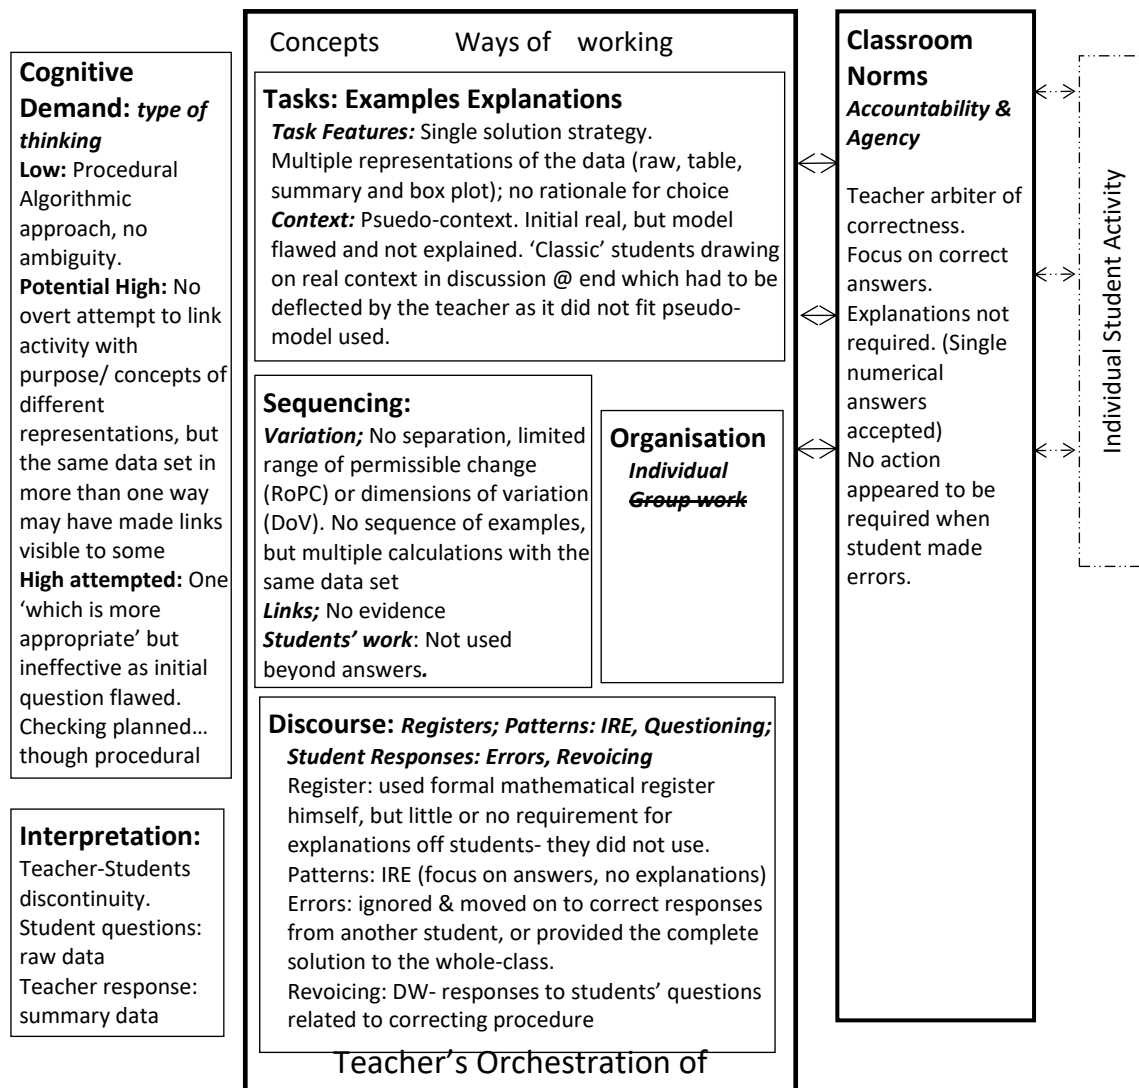 Cognitive
Demand: type of
thinking
Low: Procedural
Algorithmic
approach, no
ambiguity.
Potential High: No
overt attempt to link
activity with
purpose/ concepts of
different
representations, but
the same data set in
more than one way
may have made links
visible to some
High attempted: One
‘which is more
appropriate’ but
ineffective as initial
question flawed.
Checking planned…
though procedural
Interpretation:
Teacher-Students
discontinuity.
Student questions:
raw data
Teacher response:
summary data
Concepts Ways of working
Tasks: Examples Explanations
Task Features: Single solution strategy.
Multiple representations of the data (raw, table,
summary and box plot); no rationale for choice
Context: Psuedo-context. Initial real, but model
flawed and not explained. ‘Classic’ students drawing
on real context in discussion @ end which had to be
deflected by the teacher as it did not fit pseudo-
model used.
Sequencing:
Variation; No separation, limited
range of permissible change
(RoPC) or dimensions of variation
(DoV). No sequence of examples,
but multiple calculations with the
same data set
Links; No evidence
Students’ work: Not used
beyond answers.
Organisation
Individual
Group work
Discourse: Registers; Patterns: IRE, Questioning;
Student Responses: Errors, Revoicing
Register: used formal mathematical register
himself, but little or no requirement for
explanations off students- they did not use.
Patterns: IRE (focus on answers, no explanations)
Errors: ignored & moved on to correct responses
from another student, or provided the complete
solution to the whole-class.
Revoicing: DW- responses to students’ questions
related to correcting procedure
Teacher’s Orchestration of
Classroom
Norms
Accountability &
Agency
Teacher arbiter of
correctness.
Focus on correct
answers.
Explanations not
required. (Single
numerical
answers
accepted)
No action
appeared to be
required when
student made
errors.
Individual Student Activity